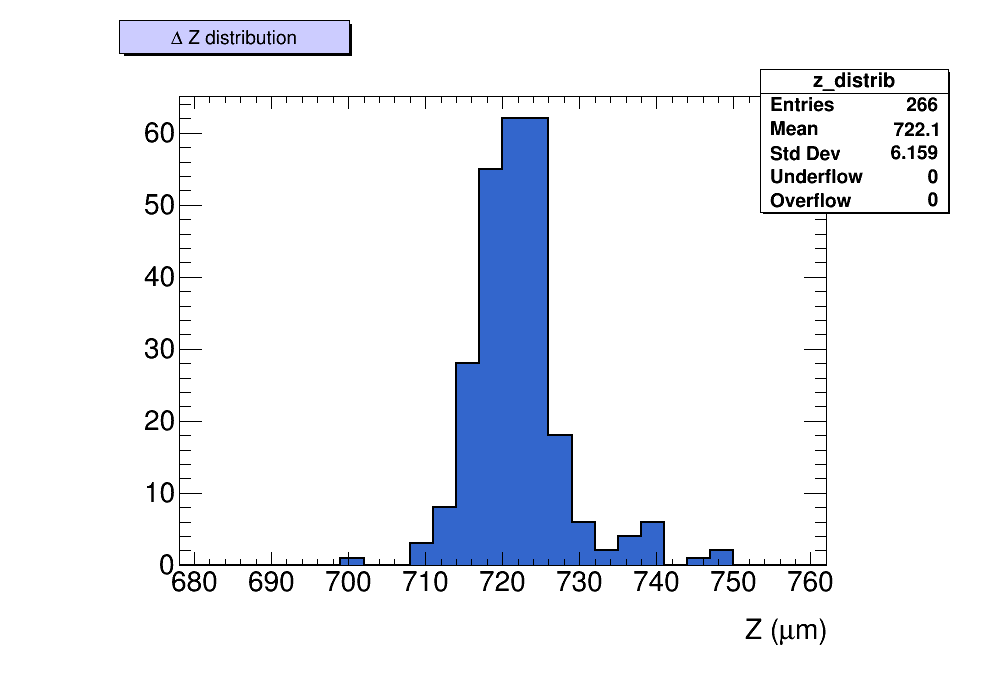 Δ Z distribution
z_distrib
Entries 266
Mean 722.1
Std Dev 6.159
Underflow 0
Overflow 0
60
50
40
30
20
10
0
680 690 700 710 720 730 740 750 760
Z (μm)